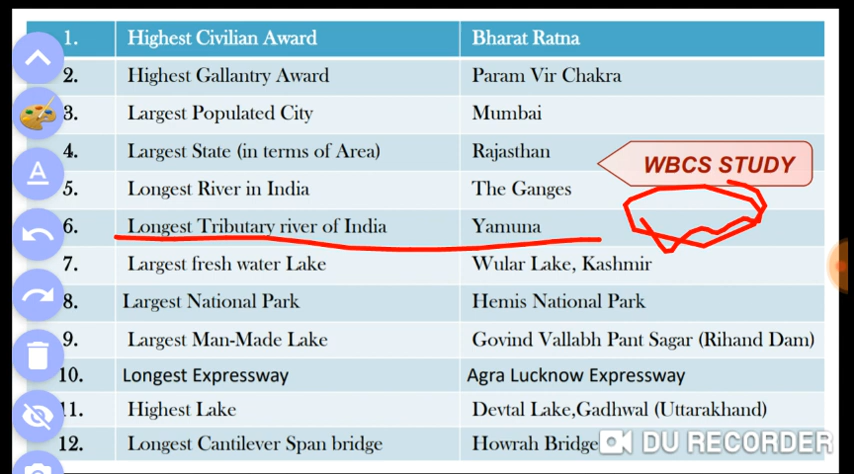 1. Highest Civilian Award Bharat Ratna
2. Highest Gallantry Award Param Vir Chakra
3. Largest Populated City Mumbai
4. Largest State (in terms of Area) Rajasthan
WBCS STUDY
5. Longest River in India The Ganges
6. Longest Tributary river of India Yamuna
7. Largest fresh water Lake Wular Lake, Kashmir
8. Largest National Park Hemis National Park
9. Largest Man-Made Lake Govind Vallabh Pant Sagar (Rihand Dam)
10. Longest Expressway Agra Lucknow Expressway
11. Highest Lake Devtal Lake,Gadhwal (Uttarakhand)
12. Longest Cantilever Span bridge Howrah Bridge
DU RECORDER
A